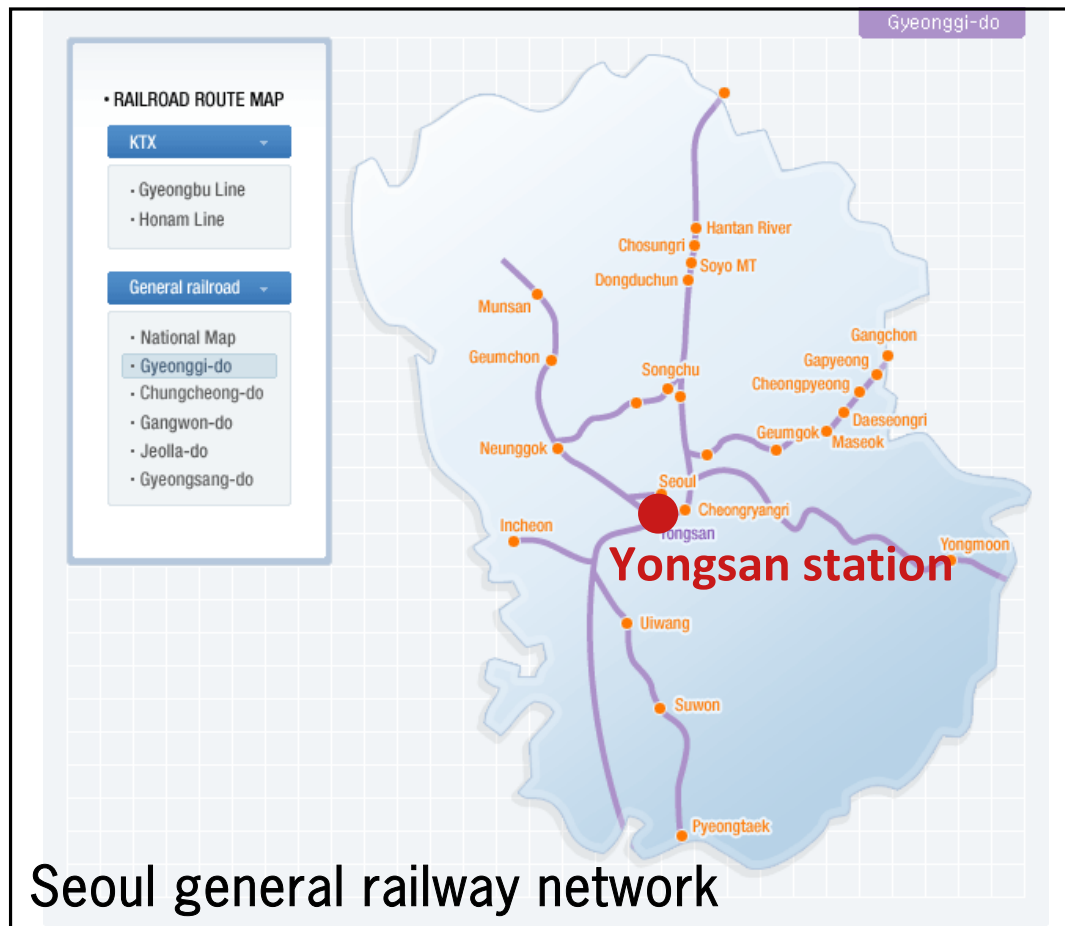 Gyeonggi-do
• RAILROAD ROUTE MAP
KTX
· Gyeongbu Line
· Honam Line
General railroad
· National Map
· Gyeonggi-do
· Chungcheong-do
· Gangwon-do
· Jeolla-do
· Gyeongsang-do
Hantan River
Chosungri
Soyo MT
Dongduchun
Munsan
Geumchon
Songchu
Gangchon
Gapyeong
Cheongpyeong
Daeseongri
Geumgok
Maseok
Neunggok
Seoul
Cheongryangri
Incheon
Yongsan
Yongmoon
Yongsan station
Uiwang
Suwon
Pyeongtaek
Seoul general railway network